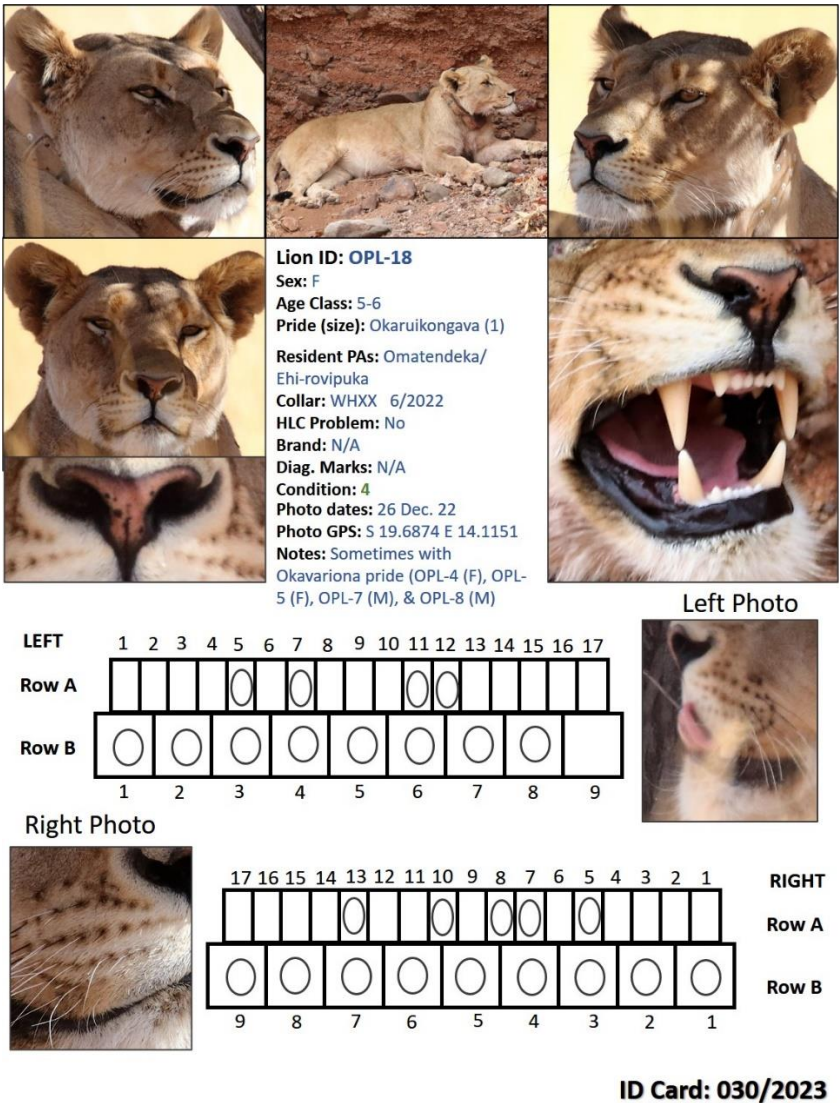 Lion ID: OPL-18
Sex: F
Age Class: 5-6
Pride (size): Okaruikongava (1)
Resident PAs: Omatendeka/
Ehi-rovipuka
Collar: WHXX 6/2022
HLC Problem: No
Brand: N/A
Diag. Marks: N/A
Condition: 4
Photo dates: 26 Dec. 22
Photo GPS: S 19.6874 E 14.1151
Notes: Sometimes with
Okavariona pride (OPL-4 (F), OPL-
5 (F), OPL-7 (M), & OPL-8 (M)
Left Photo
LEFT 1 2 3 4 5 6 7 8 9 10 11 12 13 14 15 16 17
Row A
Row B
1 2 3 4 5 6 7 8 9
Right Photo
17 16 15 14 13 12 11 10 9 8 7 6 5 4 3 2 1 RIGHT
Row A
Row B
9 8 7 6 5 4 3 2 1
ID Card: 030/2023